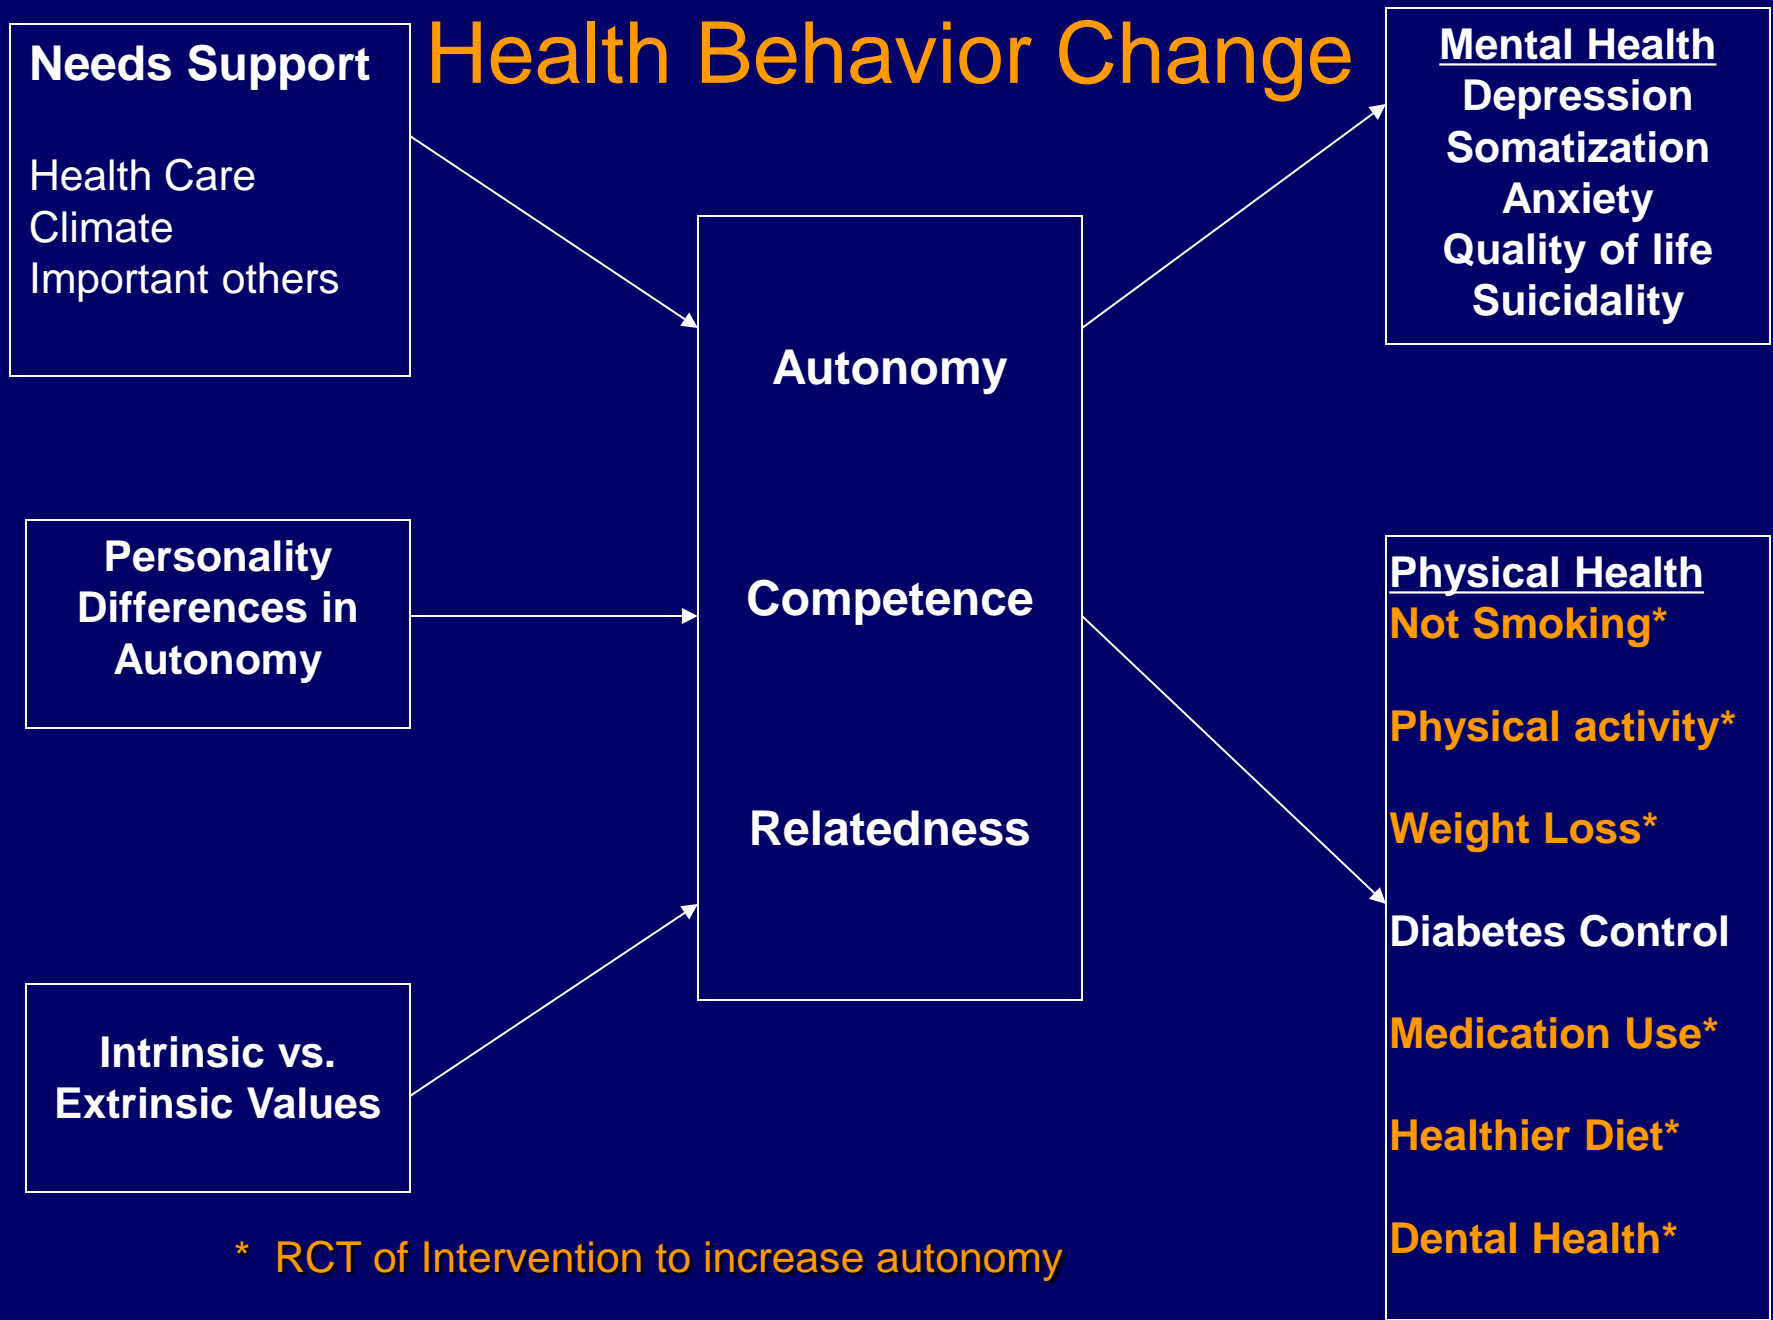 Health Behavior Change
Needs Support
Health Care
Climate
Important others
Personality
Differences in
Autonomy
Intrinsic vs.
Extrinsic Values
Autonomy
Competence
Relatedness
Mental Health
Depression
Somatization
Anxiety
Quality of life
Suicidality
Physical Health
Not Smoking*
Physical activity*
Weight Loss*
Diabetes Control
Medication Use*
Healthier Diet*
Dental Health*
* RCT of Intervention to increase autonomy